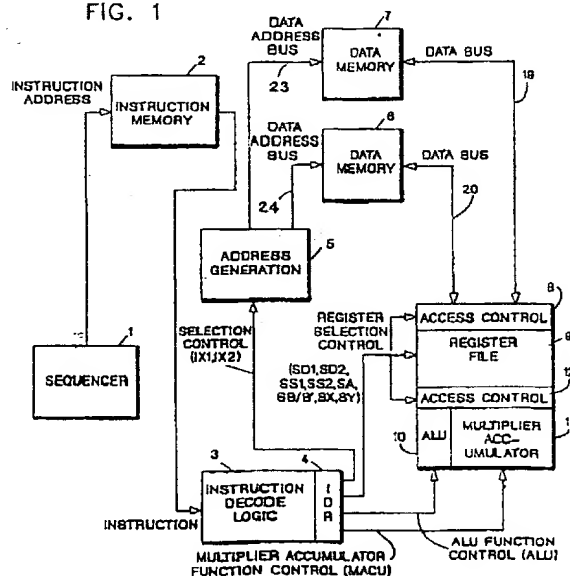 FIG. 1
DATA
ADDRESS
BUS
23
7
DATA
MEMORY
DATA BUS
19
2
INSTRUCTION
ADDRESS
INSTRUCTION
MEMORY
DATA
ADDRESS
BUS
24
6
DATA
MEMORY
DATA BUS
20
5
ADDRESS
GENERATION
1
SEQUENCER
SELECTION
CONTROL
(IX1,IX2)
REGISTER
SELECTION
CONTROL
(SD1, SD2,
SS1, SS2, SA,
SB/B', SX, SY)
ACCESS CONTROL
8
REGISTER
FILE
9
ACCESS CONTROL
10
ALU
MULTIPLIER
ACC-
UMULATOR
3
INSTRUCTION
DECODE
LOGIC
4
I
D
R
INSTRUCTION
ALU FUNCTION
CONTROL (ALU)
MULTIPLIER ACCUMULATOR
FUNCTION CONTROL (MACU)